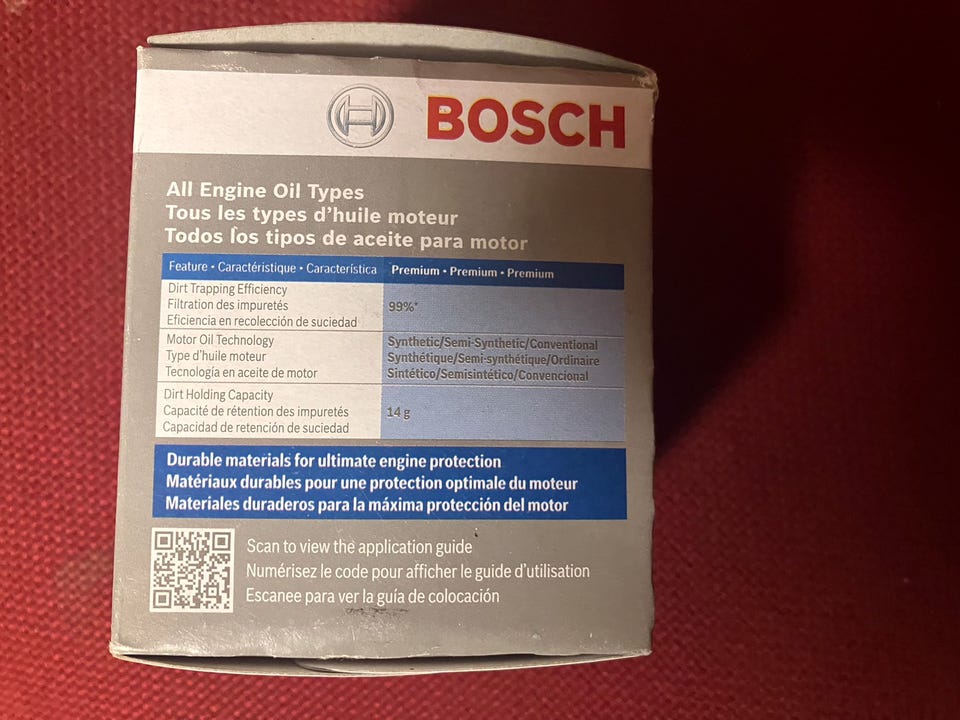 BOSCH
All Engine Oil Types
Tous les types d'huile moteur
Todos los tipos de aceite para motor
Feature • Caractéristique • Característica Premium • Premium • Premium
Dirt Trapping Efficiency
Filtration des impuretés
Eficiencia en recolección de suciedad
99%*
Motor Oil Technology
Type d'huile moteur
Tecnología en aceite de motor
Synthetic/Semi-Synthetic/Conventional
Synthétique/Semi-synthétique/Ordinaire
Sintético/Semisintético/Convencional
Dirt Holding Capacity
Capacité de rétention des impuretés
Capacidad de retención de suciedad
14 g
Durable materials for ultimate engine protection
Matériaux durables pour une protection optimale du moteur
Materiales duraderos para la máxima protección del motor
Scan to view the application guide
Numérisez le code pour afficher le guide d'utilisation
Escanee para ver la guía de colocación